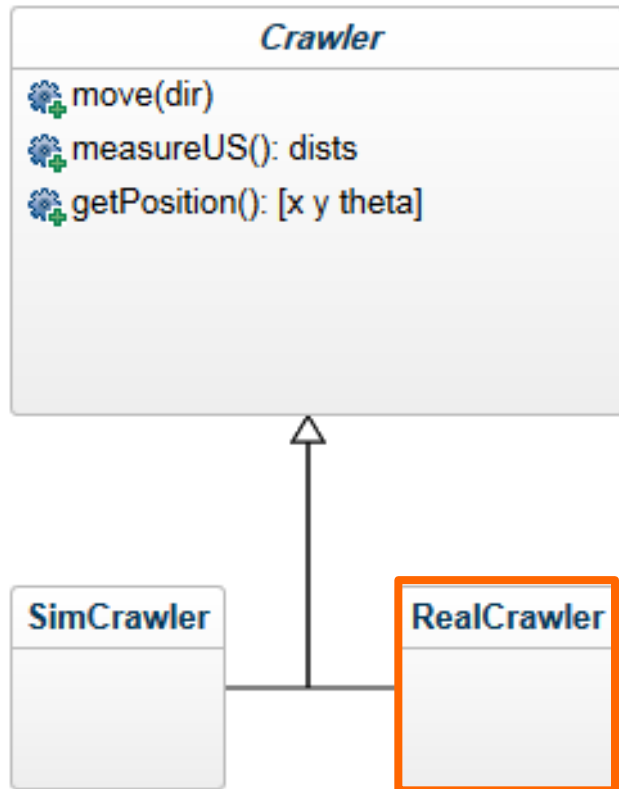 Crawler
move(dir)
measureUS(): dists
getPosition(): [x y theta]
SimCrawler
RealCrawler